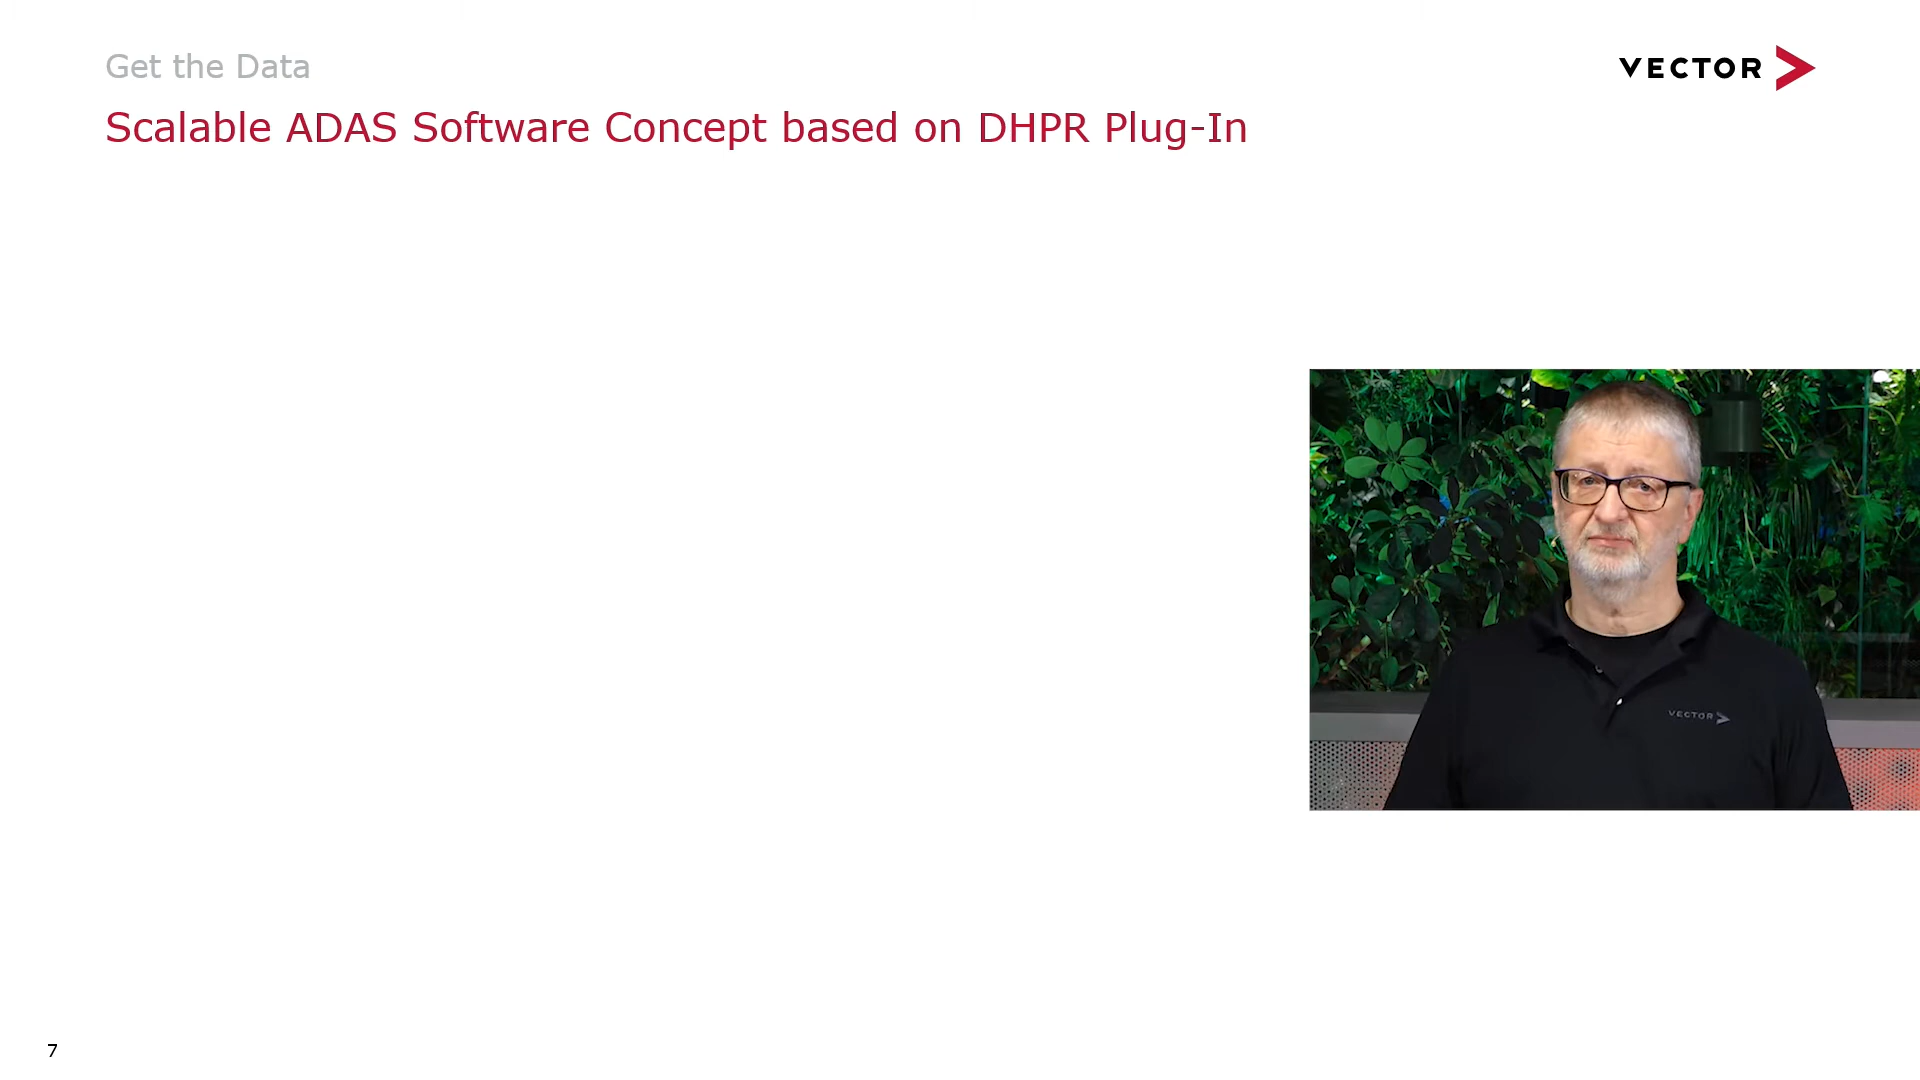 Get the Data
VECTOR
Scalable ADAS Software Concept based on DHPR Plug-In
VECTOR
7